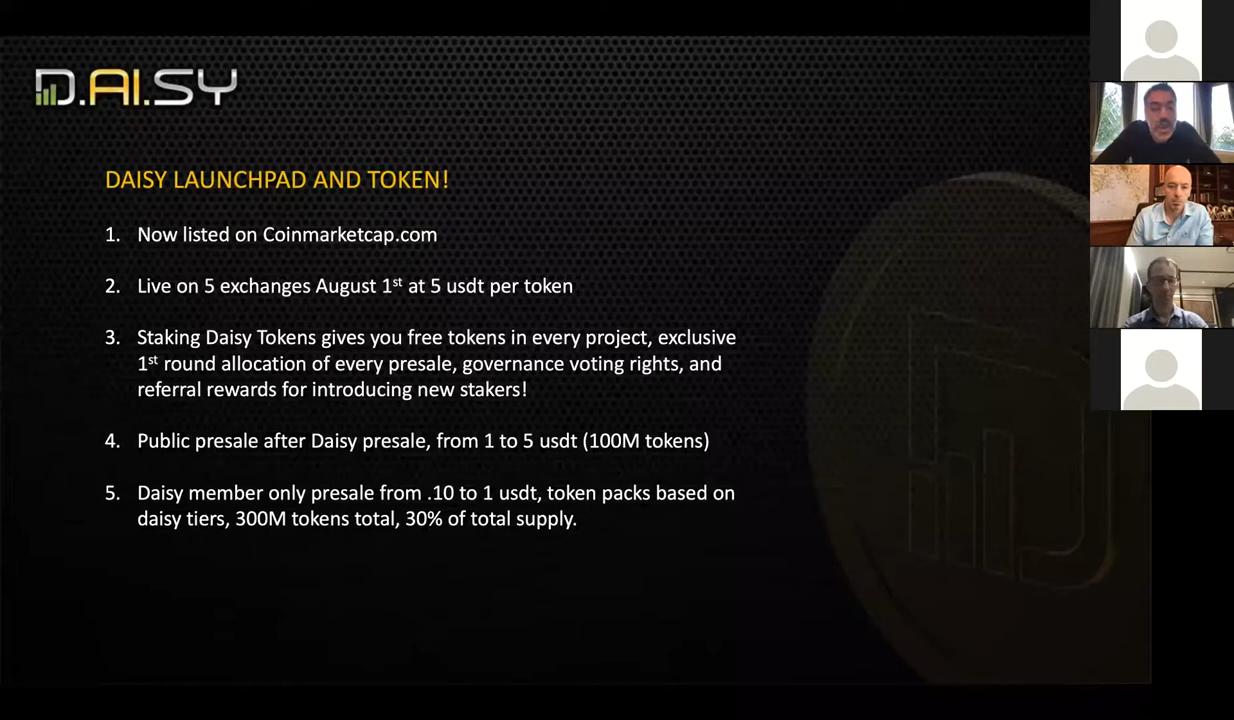 D.AI.SY
DAISY LAUNCHPAD AND TOKEN!
1. Now listed on Coinmarketcap.com
2. Live on 5 exchanges August 1st at 5 usdt per token
3. Staking Daisy Tokens gives you free tokens in every project, exclusive
1st round allocation of every presale, governance voting rights, and
referral rewards for introducing new stakers!
4. Public presale after Daisy presale, from 1 to 5 usdt (100M tokens)
5. Daisy member only presale from .10 to 1 usdt, token packs based on
daisy tiers, 300M tokens total, 30% of total supply.